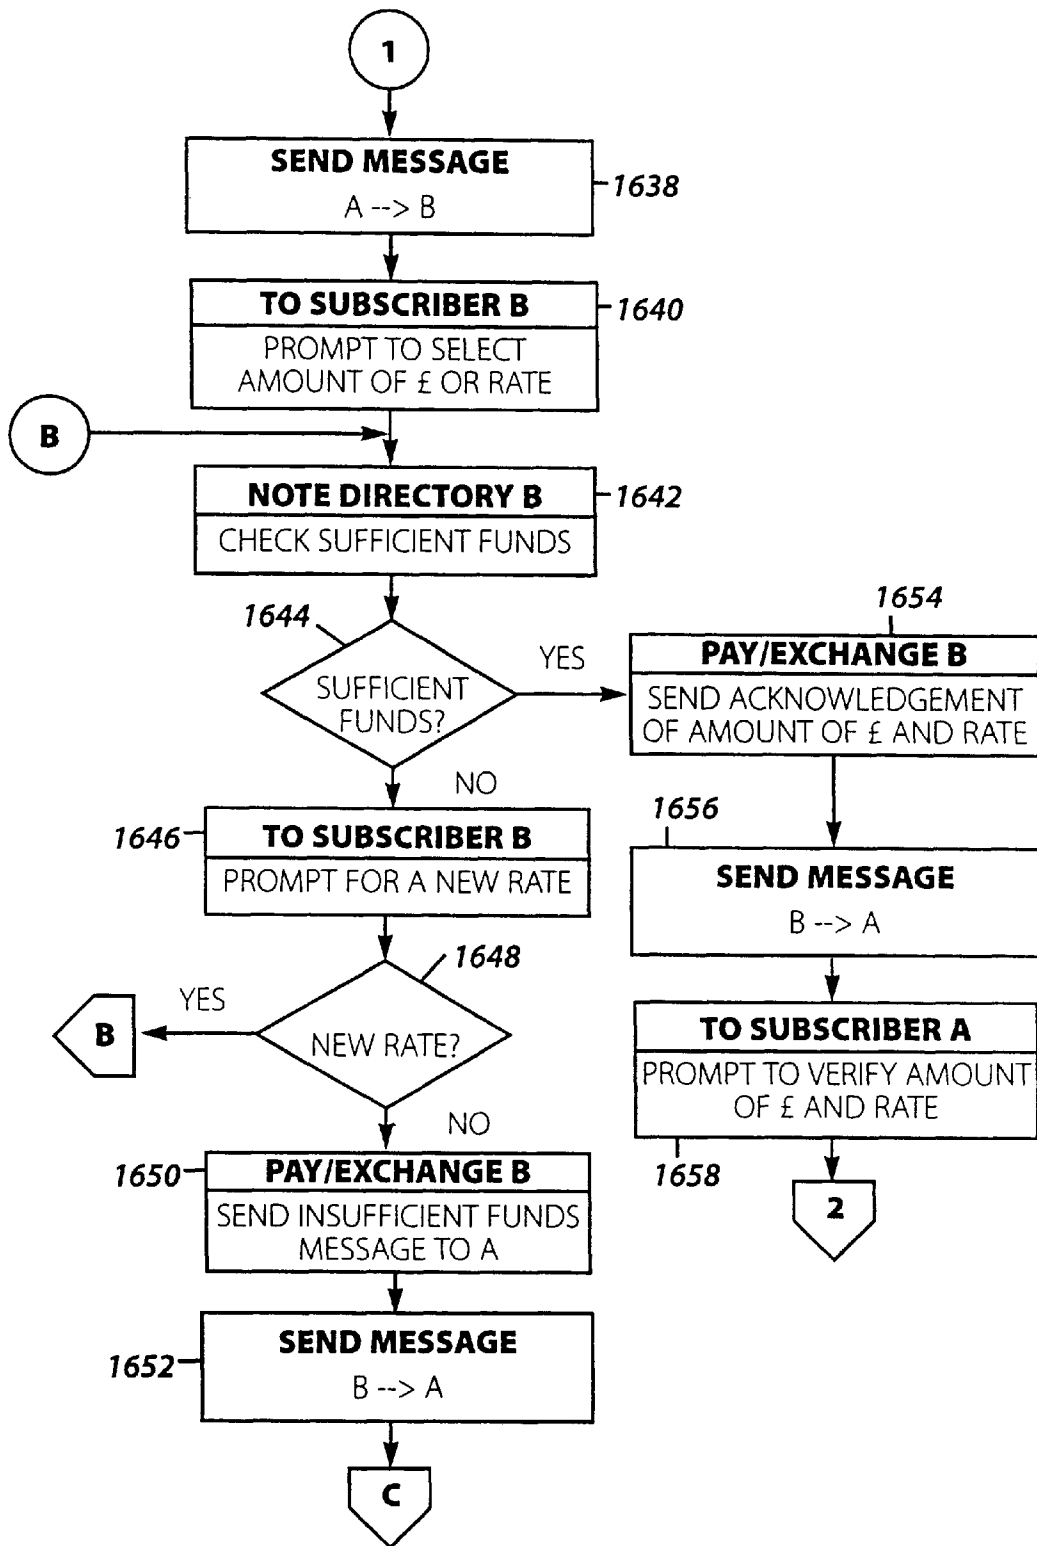 1
SEND MESSAGE
A --> B
1638
TO SUBSCRIBER B
1640
PROMPT TO SELECT
AMOUNT OF £ OR RATE
B
NOTE DIRECTORY B
1642
CHECK SUFFICIENT FUNDS
1644
SUFFICIENT
FUNDS?
YES
NO
1654
PAY/EXCHANGE B
SEND ACKNOWLEDGEMENT
OF AMOUNT OF £ AND RATE
1646
TO SUBSCRIBER B
PROMPT FOR A NEW RATE
1656
SEND MESSAGE
B --> A
1648
NEW RATE?
YES
B
NO
TO SUBSCRIBER A
PROMPT TO VERIFY AMOUNT
OF £ AND RATE
1658
2
1650
PAY/EXCHANGE B
SEND INSUFFICIENT FUNDS
MESSAGE TO A
1652
SEND MESSAGE
B --> A
C